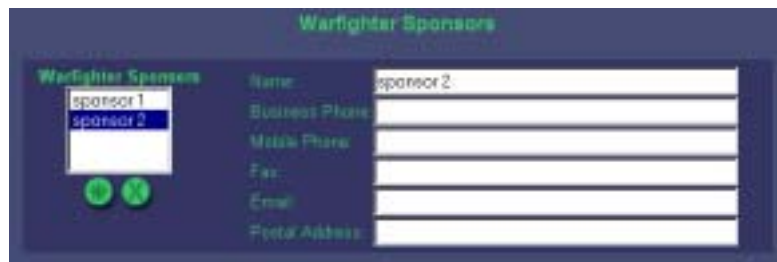 Warfighter Sponsors
Warfighter Sponsors
sponsor 1
sponsor 2
Name:
sponsor 2
Business Phone:
Mobile Phone:
Fax:
Email:
Postal Address: